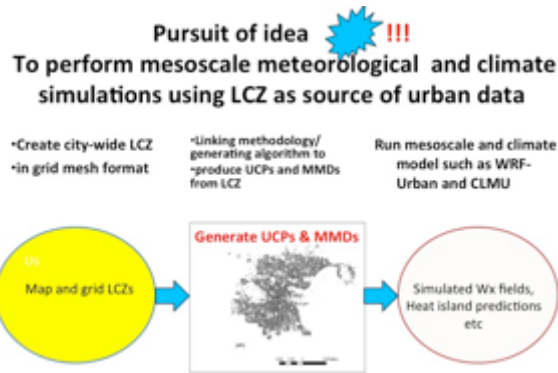 Pursuit of idea !!!
To perform mesoscale meteorological and climate
simulations using LCZ as source of urban data
•Create city-wide LCZ
•in grid mesh format
•Linking methodology/
generating algorithm to
•produce UCPs and MMDs
from LCZ
Run mesoscale and climate
model such as WRF-
Urban and CLMU
Us
Map and grid LCZs
Generate UCPs & MMDs
Simulated Wx fields,
Heat island predictions
etc